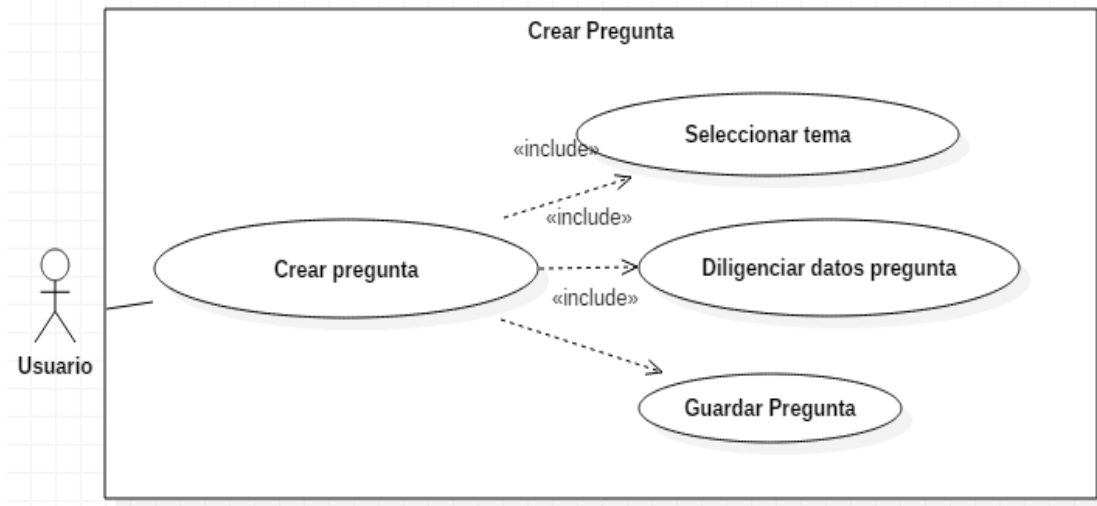 Crear Pregunta
Seleccionar tema
«include»
«include»
Crear pregunta
Diligenciar datos pregunta
«include»
Usuario
Guardar Pregunta